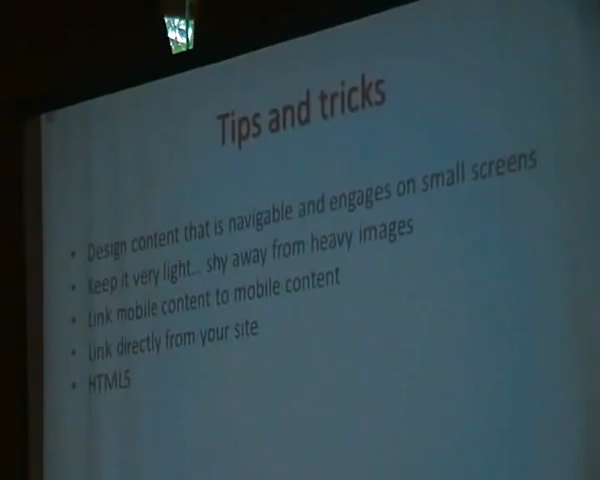 Tips and tricks
• Design content that is navigable and engages on small screens
• Keep it very light... shy away from heavy images
• Link mobile content to mobile content
• Link directly from your site
• HTML5